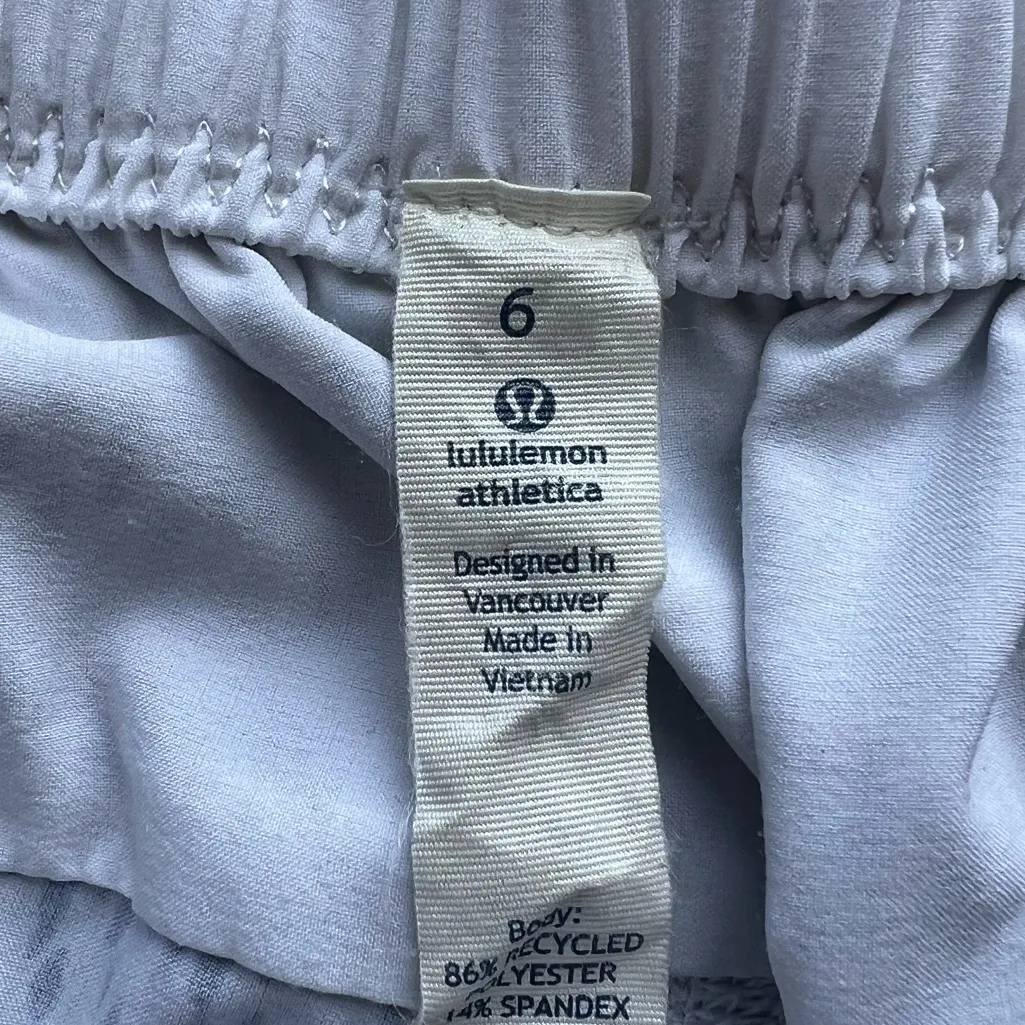 6
lululemon
athletica
Designed in
Vancouver
Made in
Vietnam
Body:
86% RECYCLED
POLYESTER
14% SPANDEX